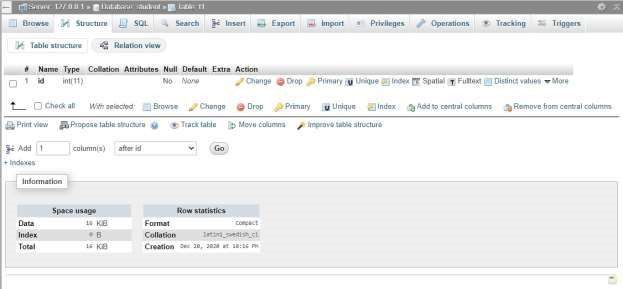 Server: 127.0.0.1 » Database: student » Table: t1
Browse Structure SQL Search Insert Export Import Privileges Operations Tracking Triggers
Table structure Relation view
# Name Type Collation Attributes Null Default Extra Action
1 id int(11) No None Change Drop Primary Unique Index Spatial Fulltext Distinct values More
Check all With selected: Browse Change Drop Primary Unique Index Add to central columns Remove from central columns
Print view Propose table structure Track table Move columns Improve table structure
Add 1 column(s) after id Go
+ Indexes
Information
Space usage Row statistics
Data 16 KiB Format Compact
Index 0 B Collation latin1_swedish_ci
Total 16 KiB Creation Dec 20, 2020 at 10:16 PM